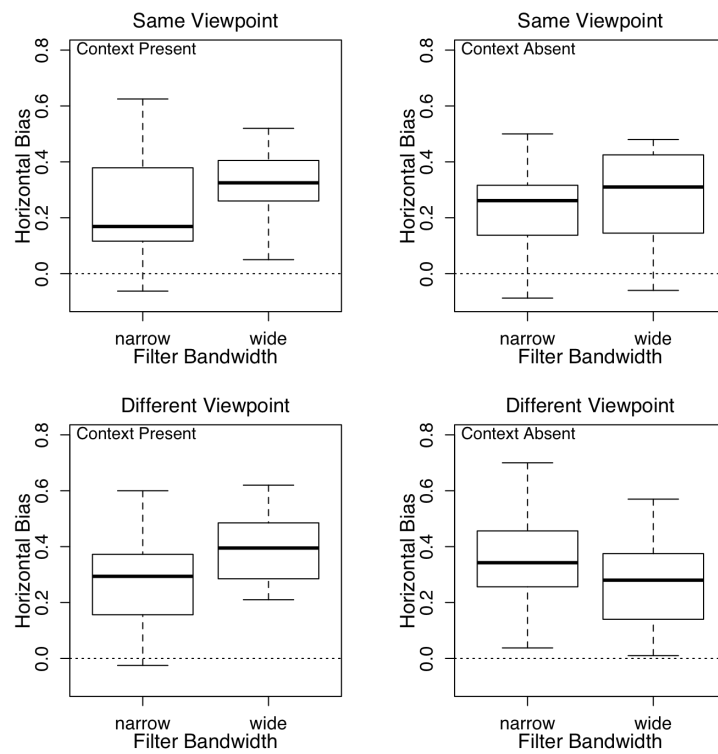 Same Viewpoint
Context Present
Horizontal Bias
0.0 0.2 0.4 0.6 0.8
narrow wide
Filter Bandwidth
Same Viewpoint
Context Absent
Horizontal Bias
0.0 0.2 0.4 0.6 0.8
narrow wide
Filter Bandwidth
Different Viewpoint
Context Present
Horizontal Bias
0.0 0.2 0.4 0.6 0.8
narrow wide
Filter Bandwidth
Different Viewpoint
Context Absent
Horizontal Bias
0.0 0.2 0.4 0.6 0.8
narrow wide
Filter Bandwidth